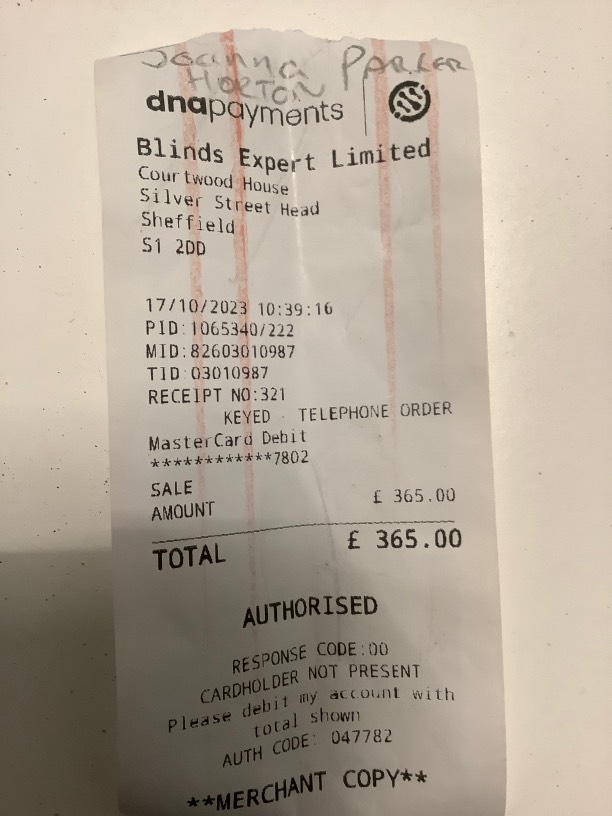 Joanna PARKER
HORTON
dnapayments
Blinds Expert Limited
Courtwood House
Silver Street Head
Sheffield
S1 2DD
17/10/2023 10:39:16
PID:1065340/222
MID:82603010987
TID:03010987
RECEIPT NO:321
KEYED - TELEPHONE ORDER
MasterCard Debit
************7802
SALE
AMOUNT £ 365.00
TOTAL £ 365.00
AUTHORISED
RESPONSE CODE:00
CARDHOLDER NOT PRESENT
Please debit my account with
total shown
AUTH CODE: 047782
**MERCHANT COPY**